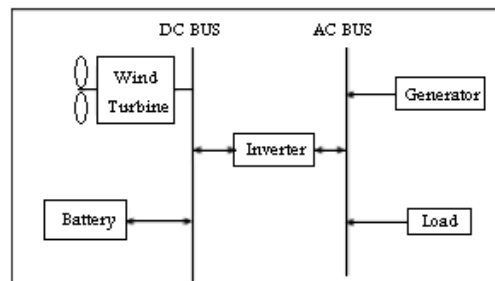 DC BUS
AC BUS
Wind
Turbine
Generator
Inverter
Battery
Load